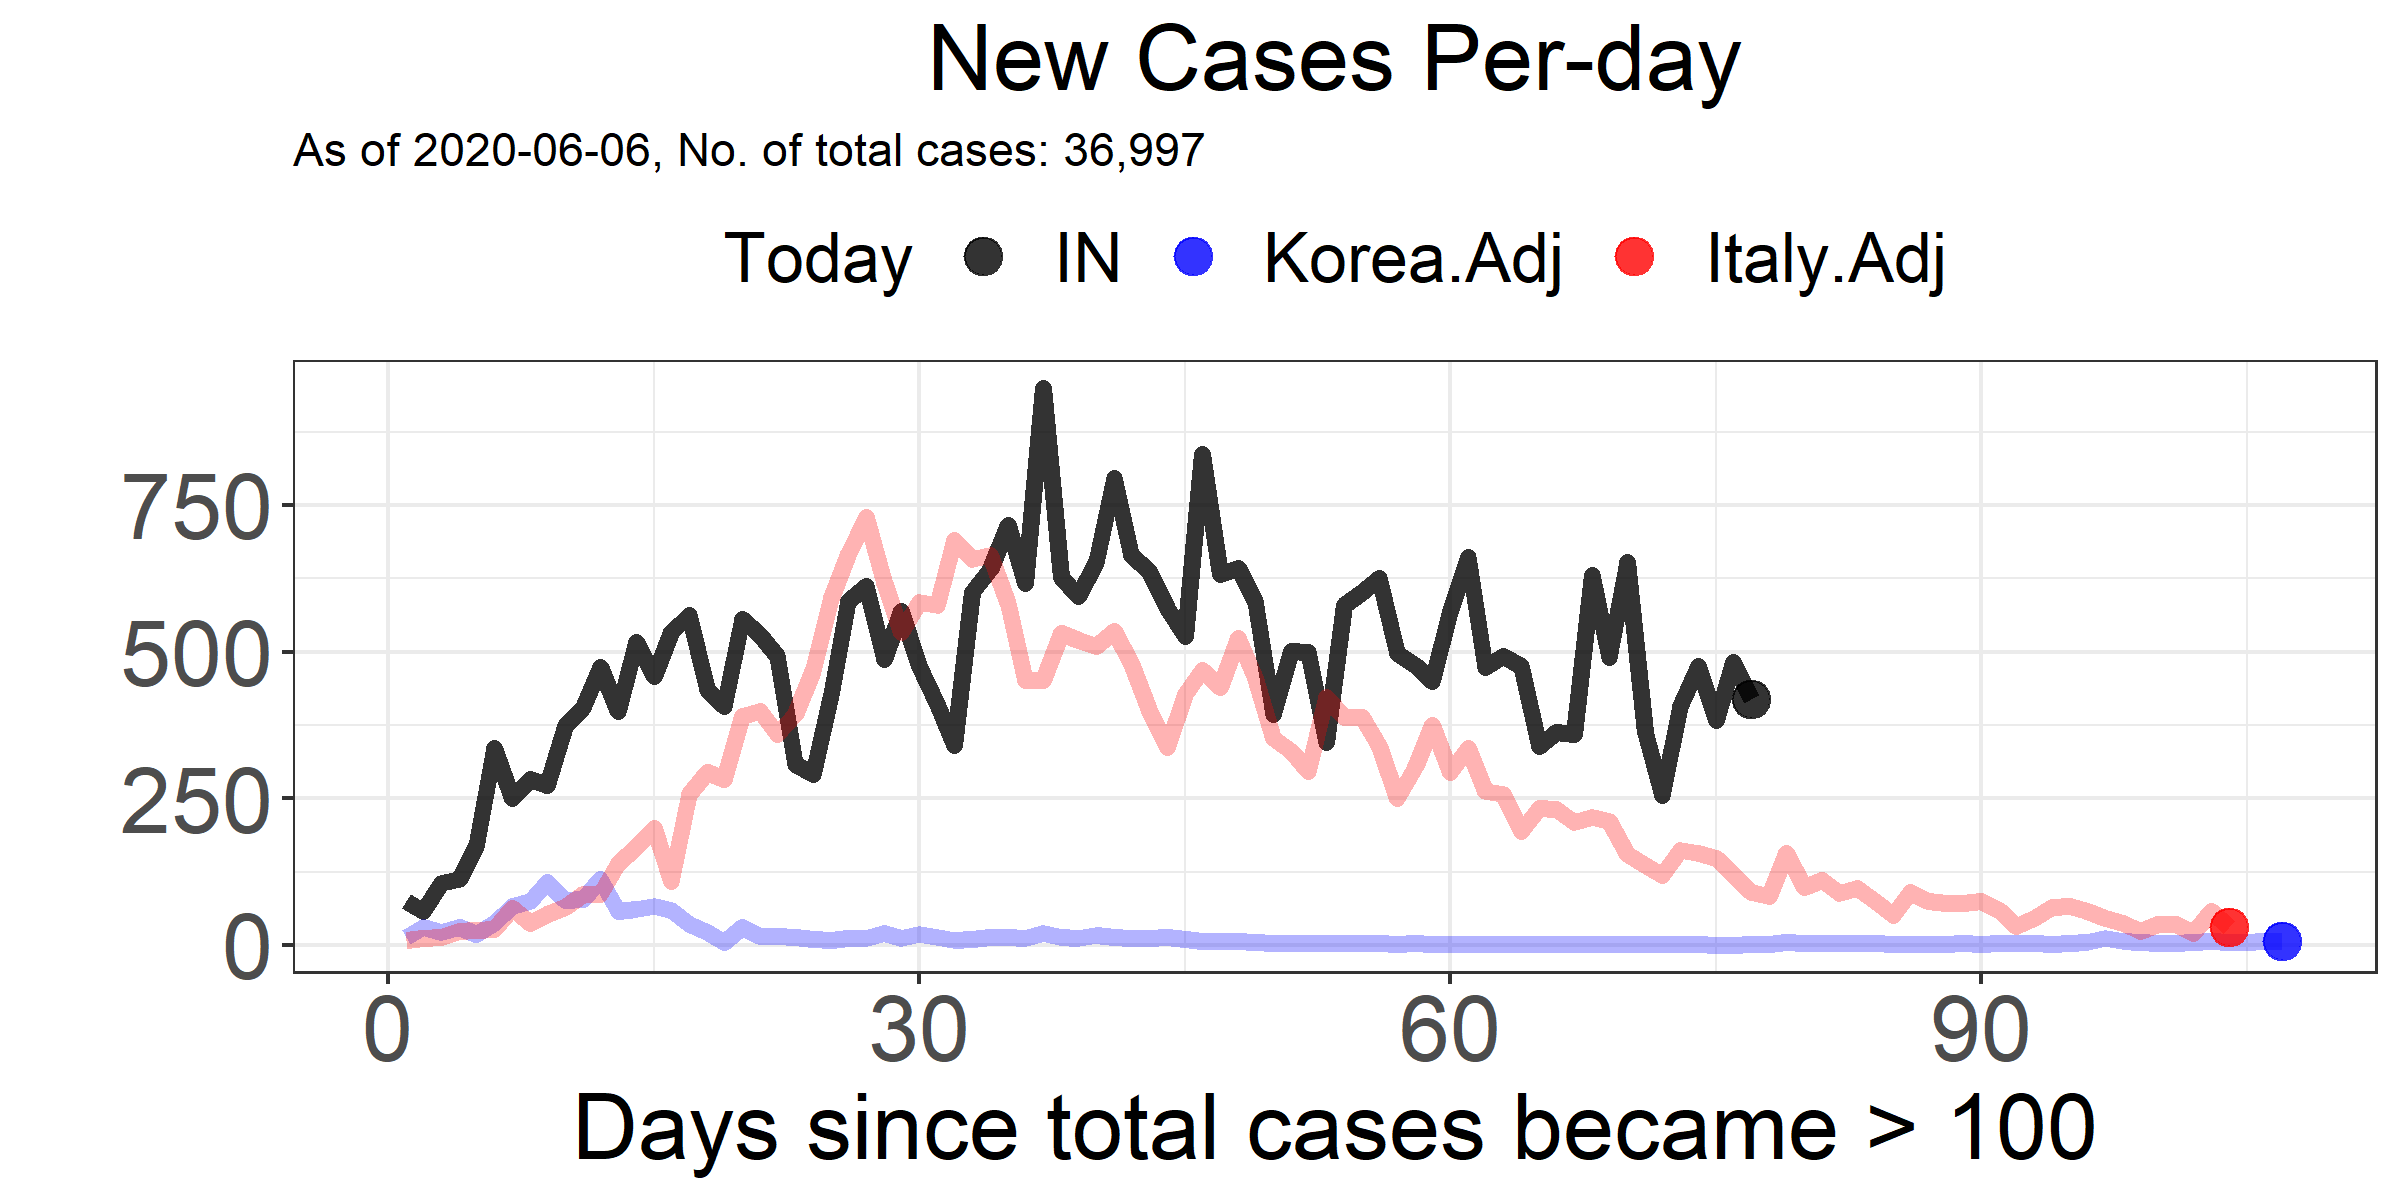 New Cases Per-day
As of 2020-06-06, No. of total cases: 36,997
Today IN Korea.Adj Italy.Adj
750
500
250
0
0 30 60 90
Days since total cases became > 100